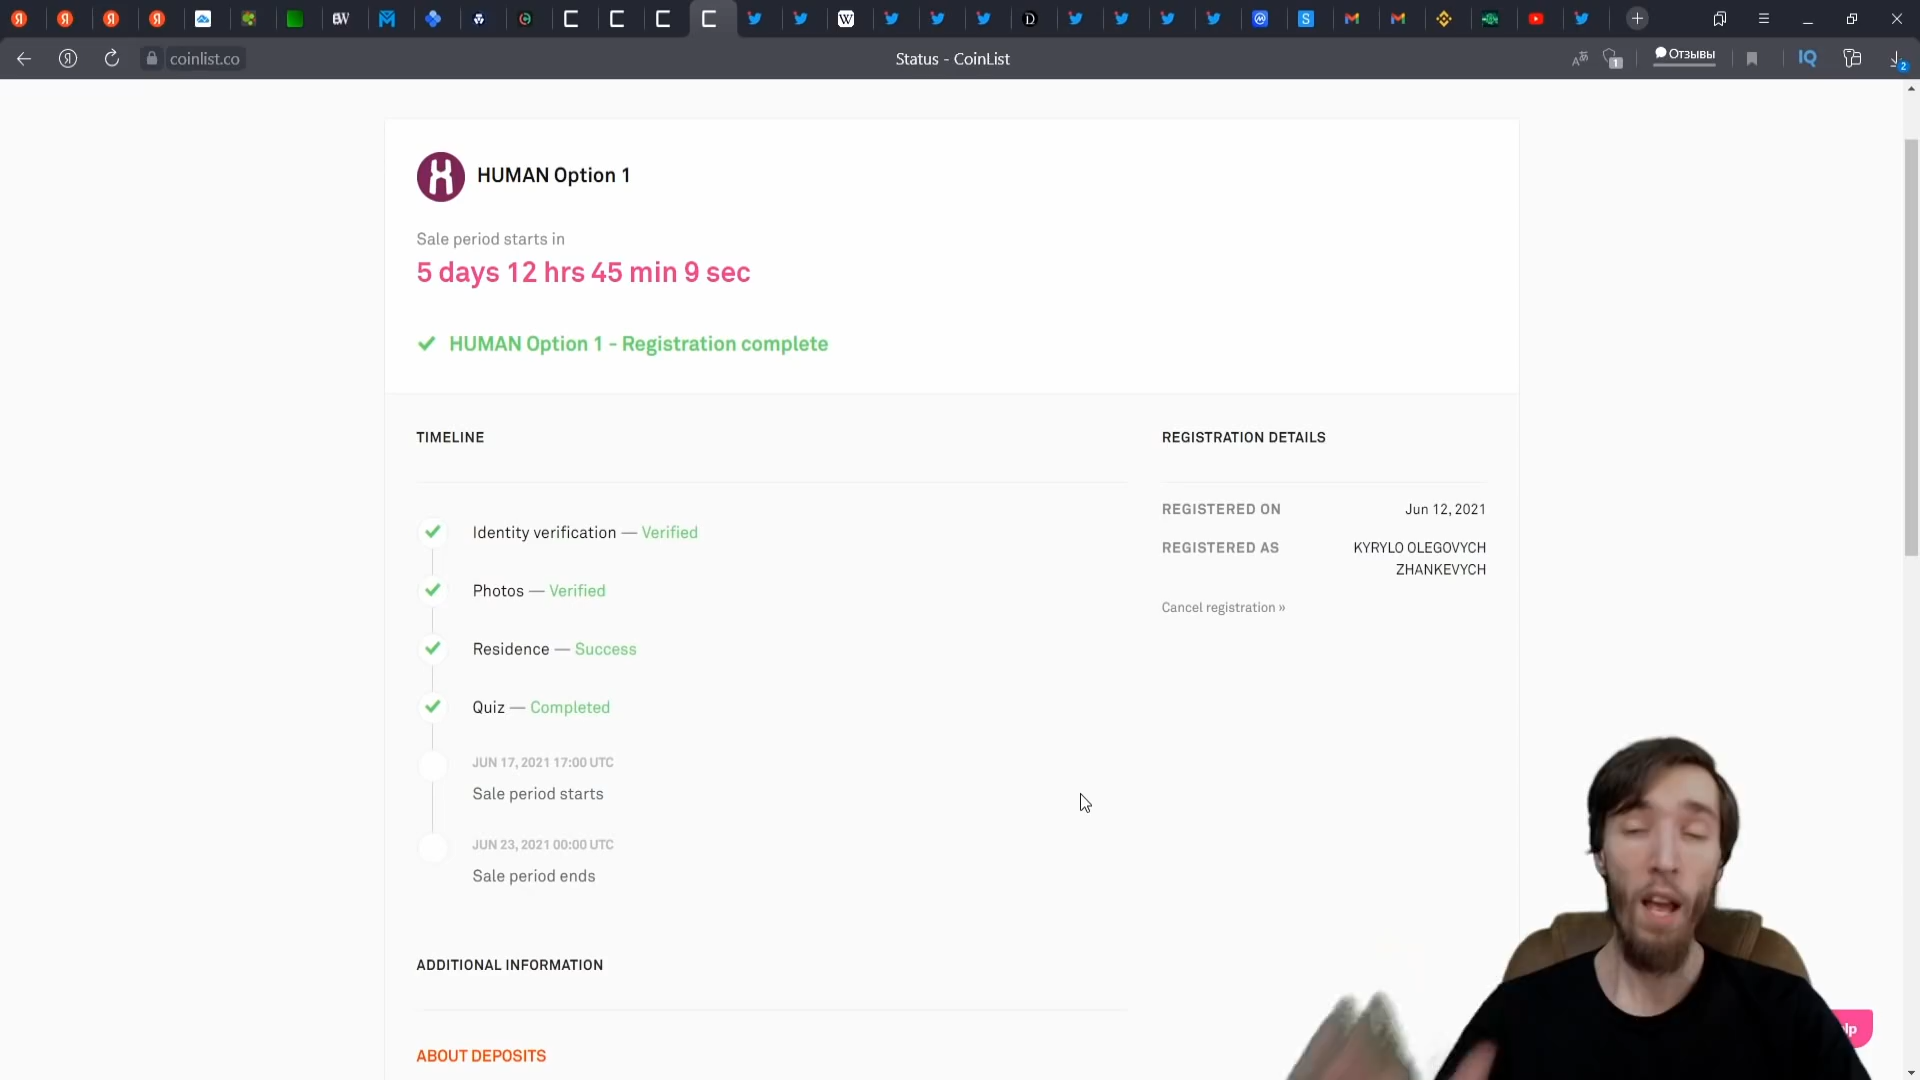 coinlist.co
Status - CoinList
Отзывы
1
IQ
2
HUMAN Option 1
Sale period starts in
5 days 12 hrs 45 min 9 sec
HUMAN Option 1 - Registration complete
TIMELINE
Identity verification — Verified
Photos — Verified
Residence — Success
Quiz — Completed
JUN 17, 2021 17:00 UTC
Sale period starts
JUN 23, 2021 00:00 UTC
Sale period ends
ADDITIONAL INFORMATION
ABOUT DEPOSITS
REGISTRATION DETAILS
REGISTERED ON Jun 12, 2021
REGISTERED AS KYRYLO OLEGOVYCH
ZHANKEVYCH
Cancel registration »